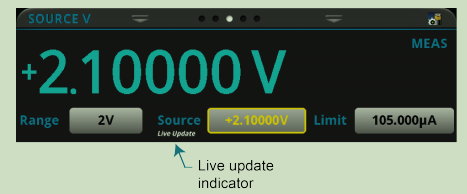 SOURCE V
MEAS
+2.10000 V
Range 2V Source +2.10000V Limit 105.000µA
Live Update
Live update
indicator